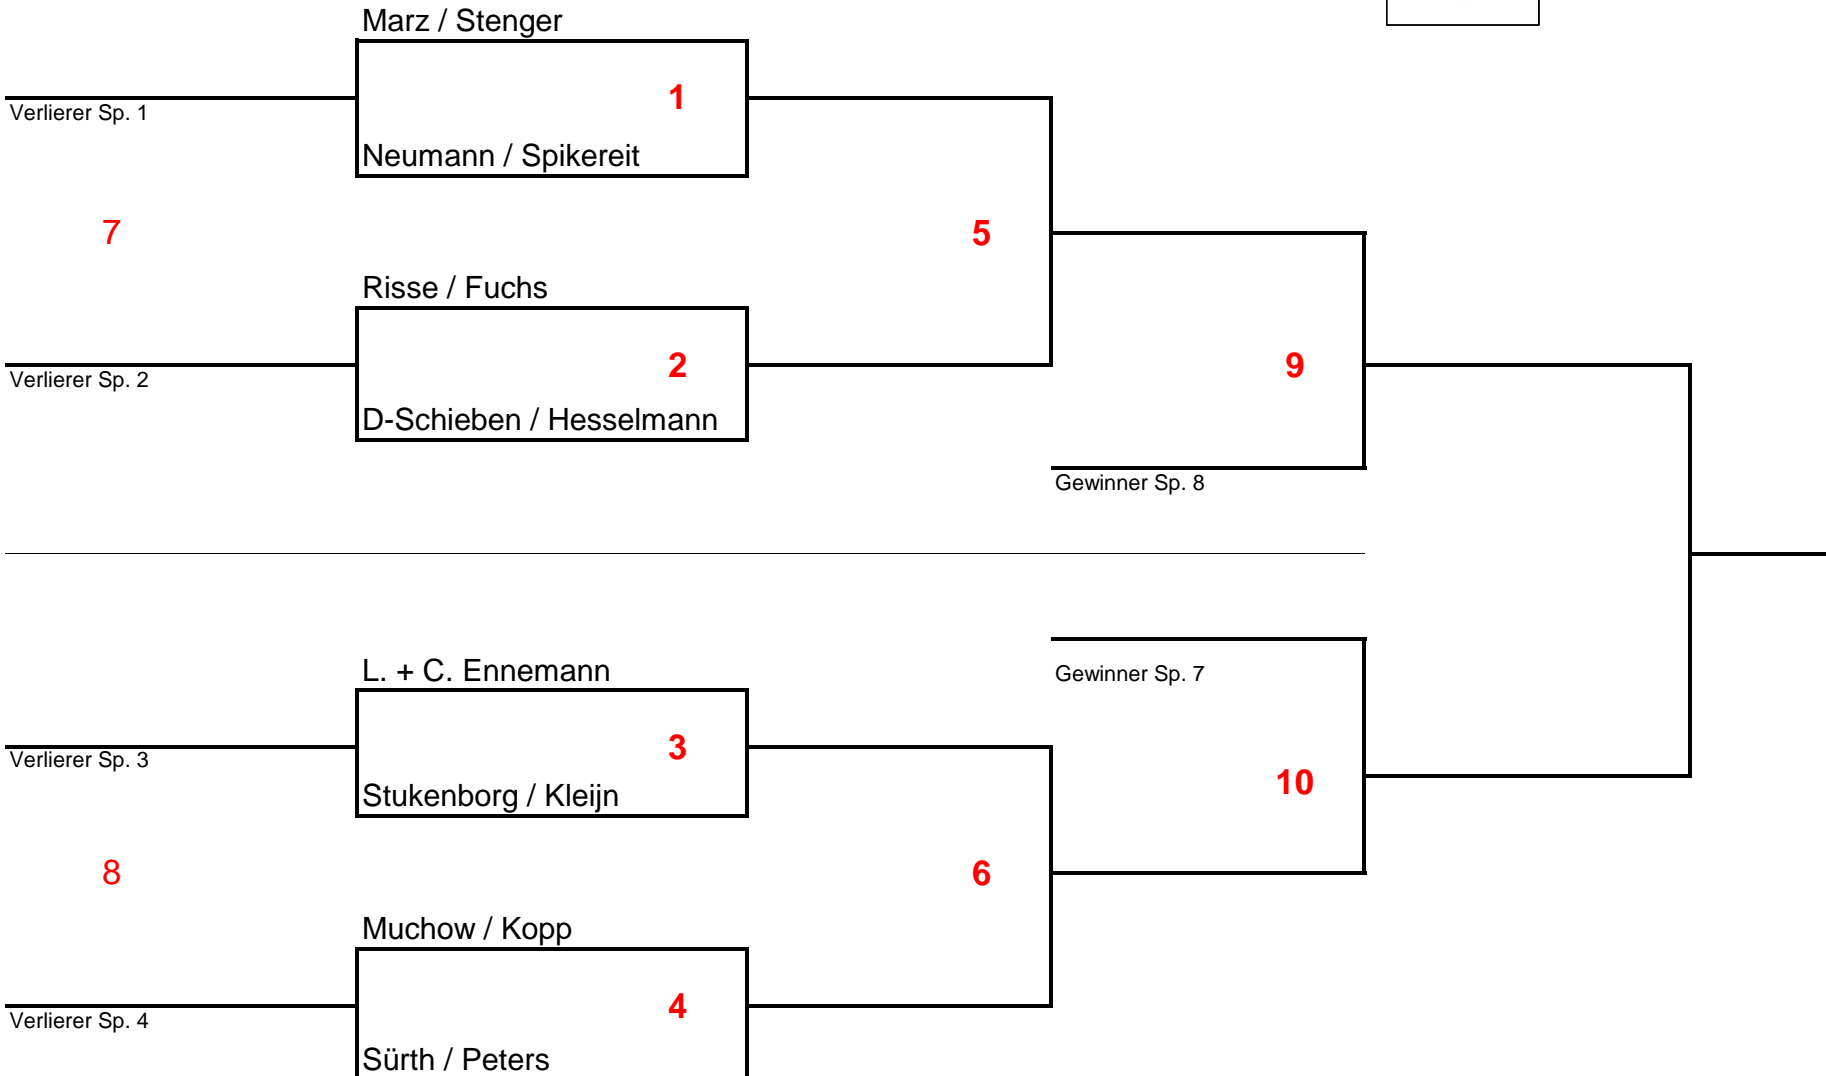 Marz / Stenger
1
Verlierer Sp. 1
Neumann / Spikereit
7
5
Risse / Fuchs
2
9
Verlierer Sp. 2
D-Schieben / Hesselmann
Gewinner Sp. 8
L. + C. Ennemann
Gewinner Sp. 7
3
Verlierer Sp. 3
10
Stukenborg / Kleijn
8
6
Muchow / Kopp
4
Verlierer Sp. 4
Sürth / Peters